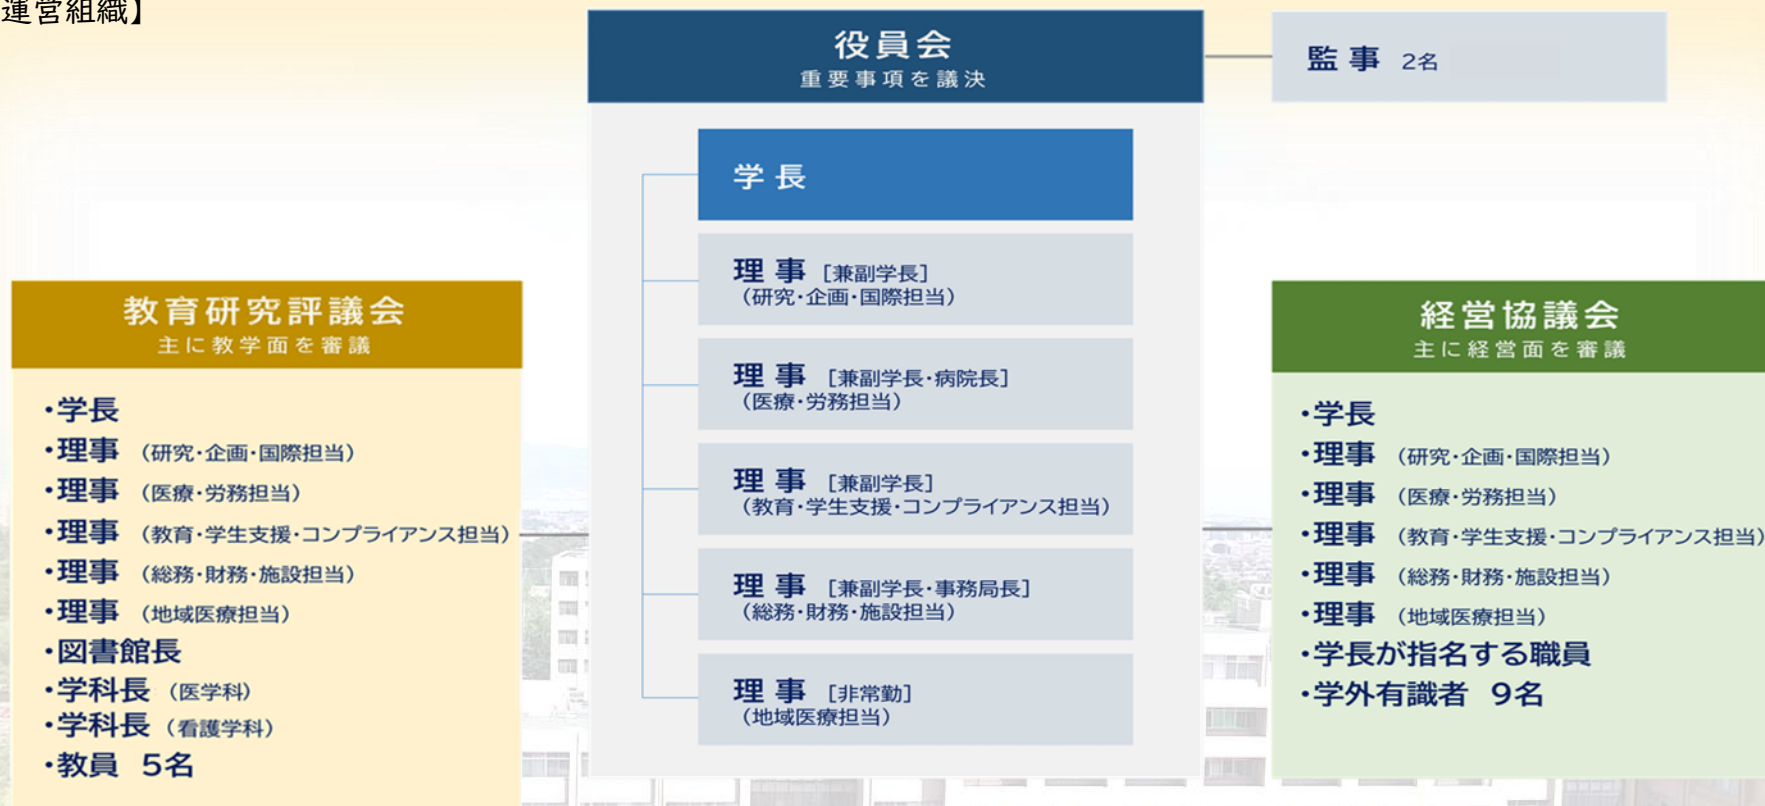 運営組織】
役員会
重要事項を議決
監事 2名
学長
理事 [兼副学長]
(研究・企画・国際担当)
理事 [兼副学長・病院長]
(医療・労務担当)
理事 [兼副学長]
(教育・学生支援・コンプライアンス担当)
理事 [兼副学長・事務局長]
(総務・財務・施設担当)
理事 [非常勤]
(地域医療担当)
教育研究評議会
主に教学面を審議
・学長
・理事 (研究・企画・国際担当)
・理事 (医療・労務担当)
・理事 (教育・学生支援・コンプライアンス担当)
・理事 (総務・財務・施設担当)
・理事 (地域医療担当)
・図書館長
・学科長 (医学科)
・学科長 (看護学科)
・教員 5名
経営協議会
主に経営面を審議
・学長
・理事 (研究・企画・国際担当)
・理事 (医療・労務担当)
・理事 (教育・学生支援・コンプライアンス担当)
・理事 (総務・財務・施設担当)
・理事 (地域医療担当)
・学長が指名する職員
・学外有識者 9名